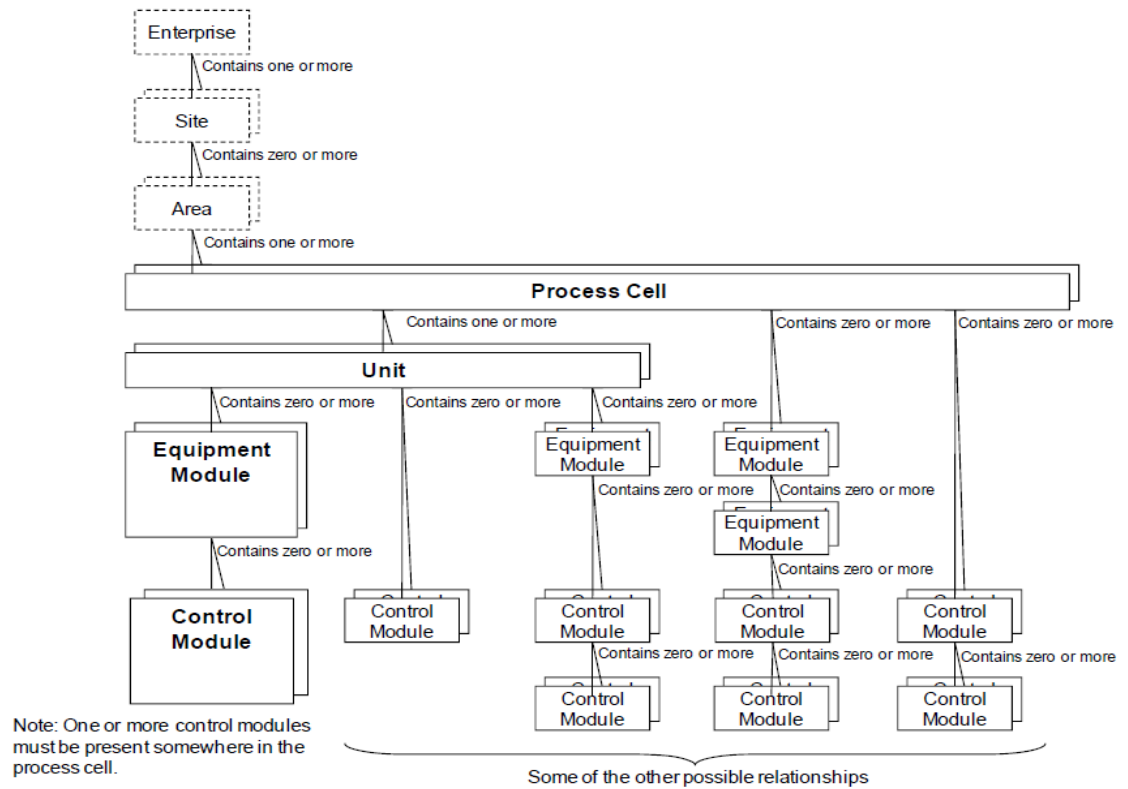 Enterprise
Contains one or more
Site
Contains zero or more
Area
Contains one or more
Process Cell
Contains one or more
Contains zero or more
Contains zero or more
Unit
Contains zero or more
Contains zero or more
Contains zero or more
Equipment
Module
Equipment
Module
Equipment
Module
Contains zero or more
Contains zero or more
Equipment
Module
Contains zero or more
Contains zero or more
Control
Module
Control
Module
Control
Module
Control
Module
Control
Module
Contains zero or more
Contains zero or more
Contains zero or more
Control
Module
Control
Module
Control
Module
Note: One or more control modules
must be present somewhere in the
process cell.
Some of the other possible relationships